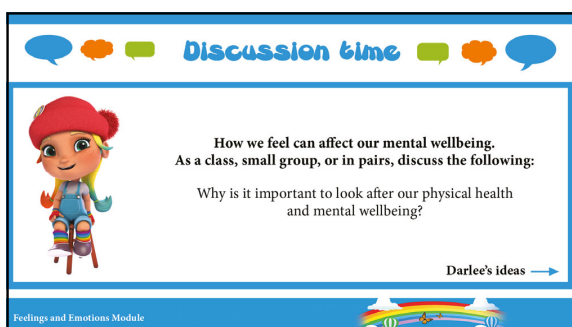 Discussion time
How we feel can affect our mental wellbeing.
As a class, small group, or in pairs, discuss the following:
Why is it important to look after our physical health
and mental wellbeing?
Darlee's ideas
Feelings and Emotions Module